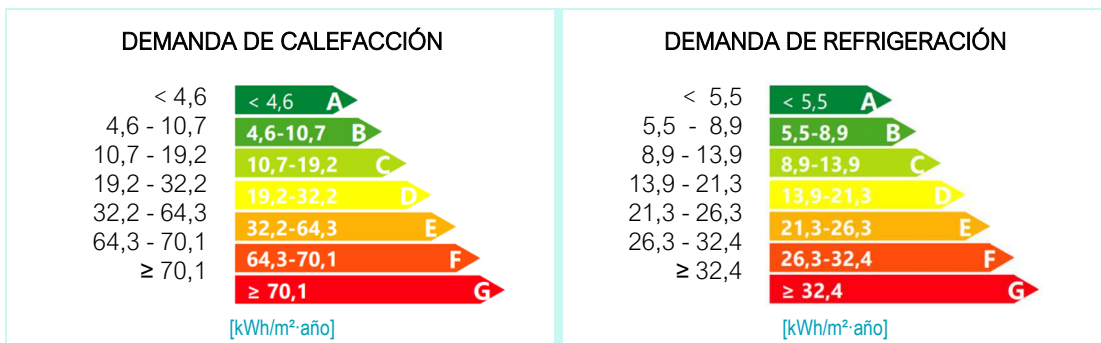 DEMANDA DE CALEFACCIÓN
< 4,6
4,6 - 10,7
10,7 - 19,2
19,2 - 32,2
32,2 - 64,3
64,3 - 70,1
≥ 70,1
< 4,6 A
4,6-10,7 B
10,7-19,2 C
19,2-32,2 D
32,2-64,3 E
64,3-70,1 F
≥ 70,1 G
[kWh/m²·año]
DEMANDA DE REFRIGERACIÓN
< 5,5
5,5 - 8,9
8,9 - 13,9
13,9 - 21,3
21,3 - 26,3
26,3 - 32,4
≥ 32,4
< 5,5 A
5,5-8,9 B
8,9-13,9 C
13,9-21,3 D
21,3-26,3 E
26,3-32,4 F
≥ 32,4 G
[kWh/m²·año]